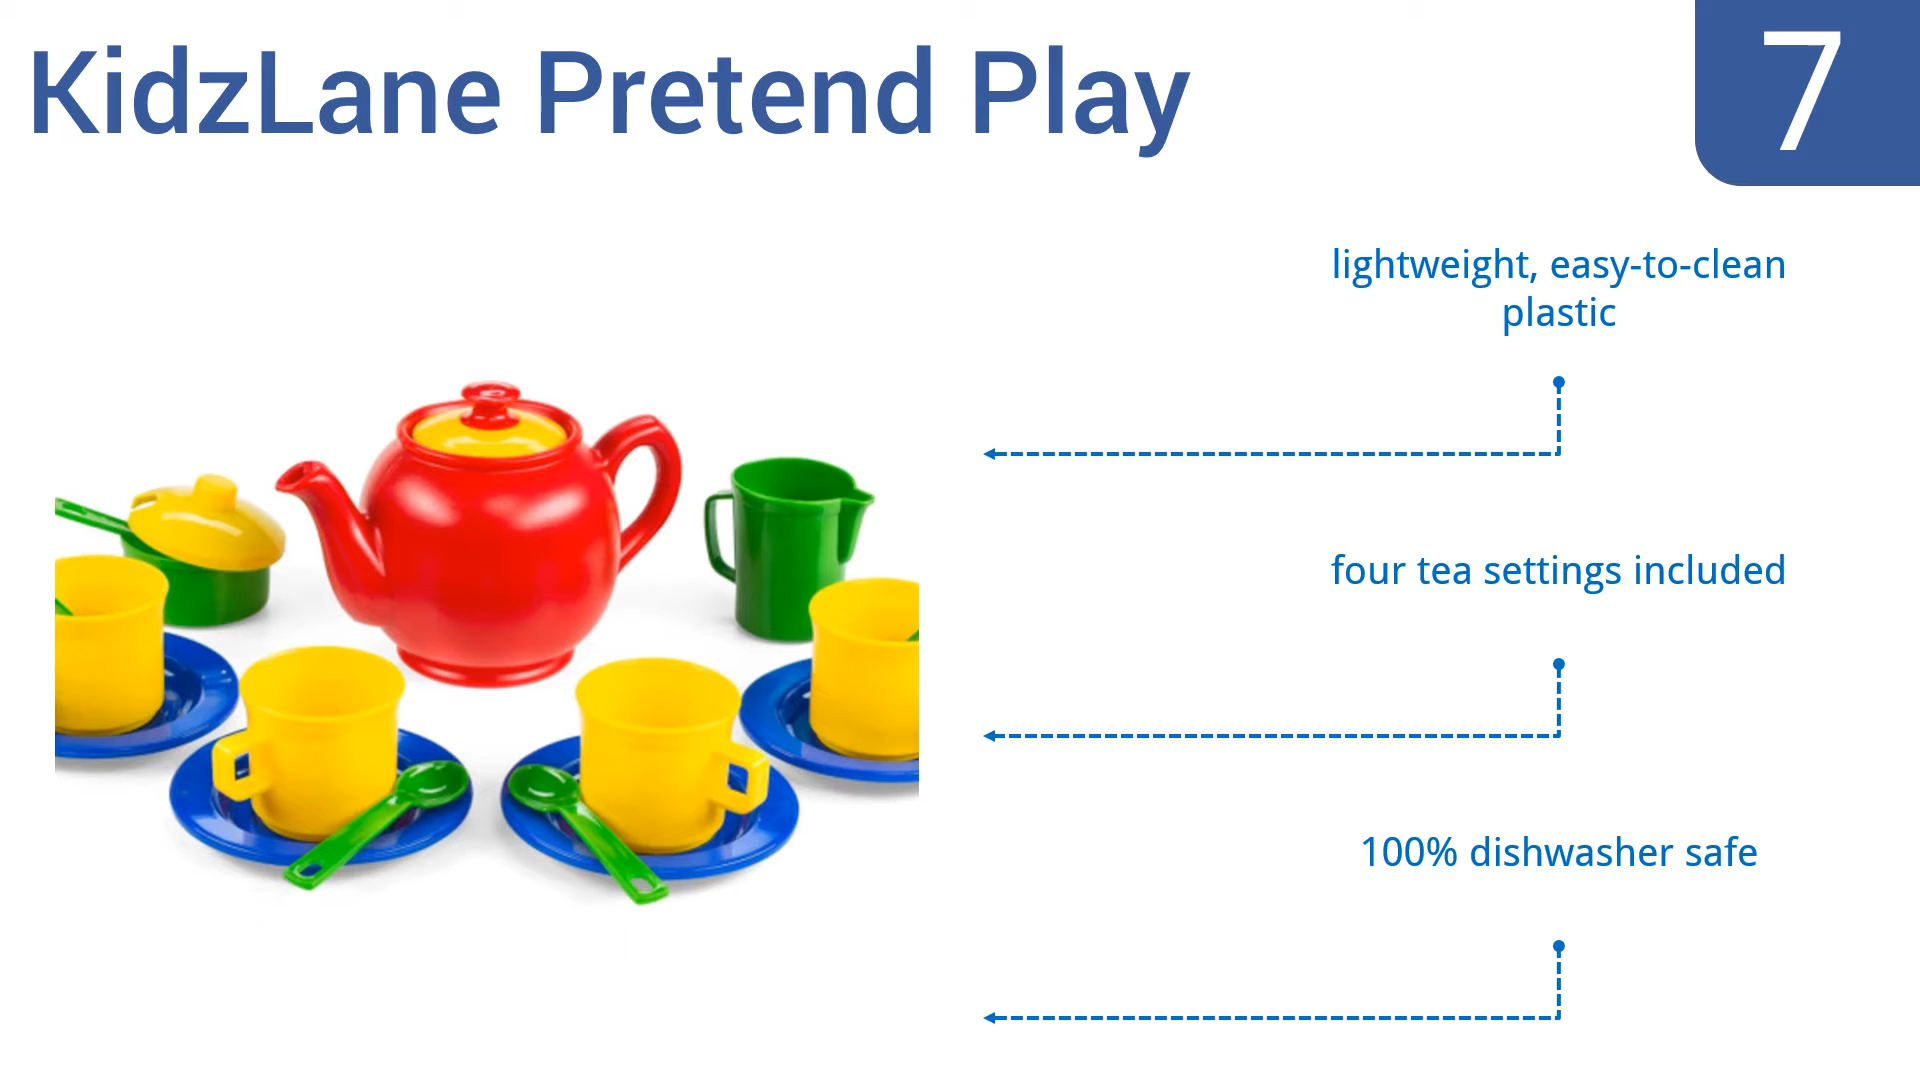 KidzLane Pretend Play
7
lightweight, easy-to-clean
plastic
four tea settings included
100% dishwasher safe